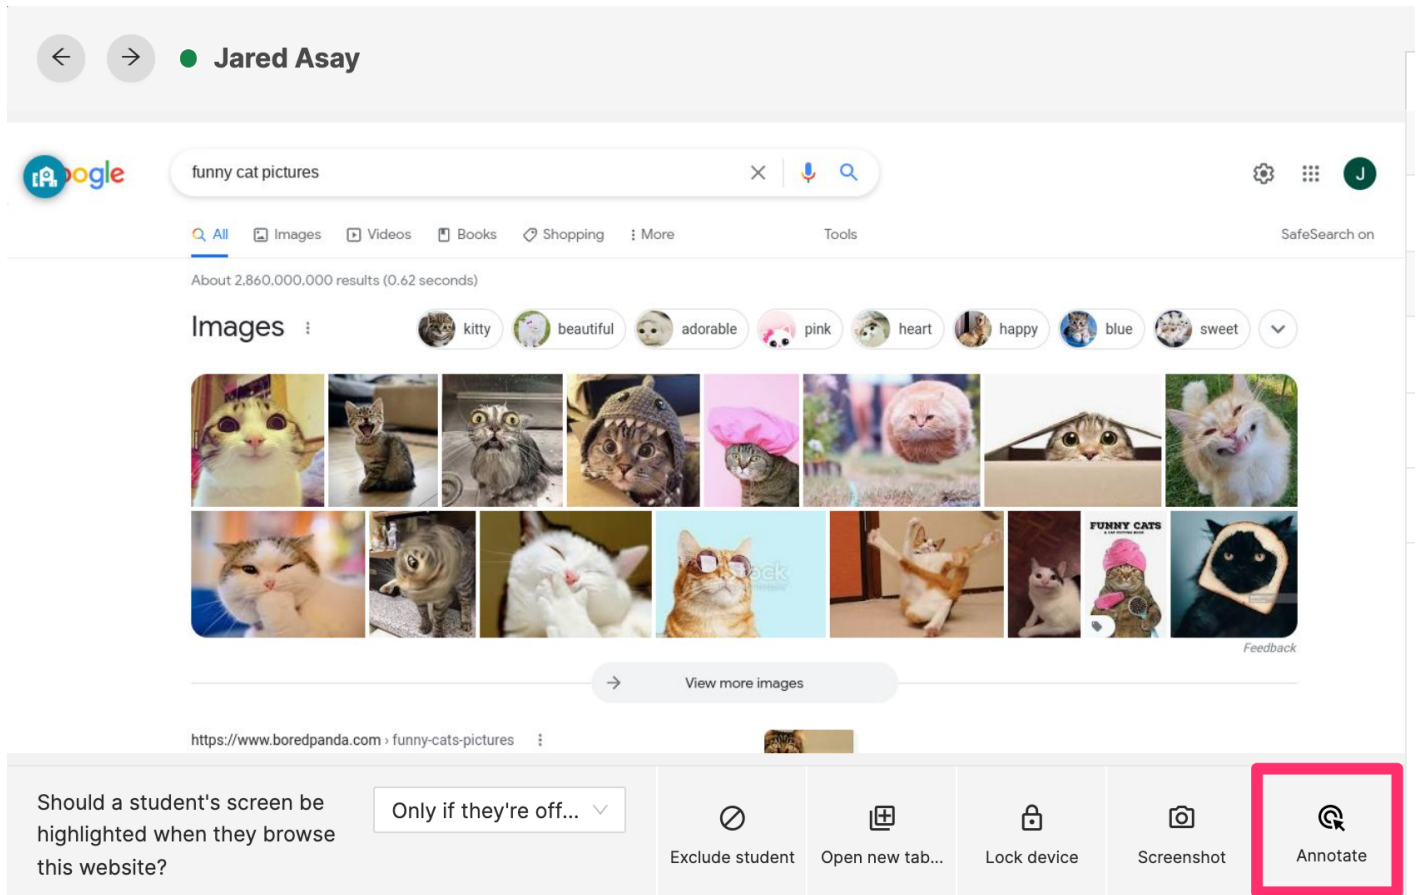 Jared Asay
oogle
funny cat pictures
J
All
Images
Videos
Books
Shopping
More
Tools
SafeSearch on
About 2,860,000,000 results (0.62 seconds)
Images
kitty
beautiful
adorable
pink
heart
happy
blue
sweet
FUNNY CATS
Feedback
View more images
https://www.boredpanda.com › funny-cats-pictures
Should a student's screen be
highlighted when they browse
this website?
Only if they're off...
Exclude student
Open new tab...
Lock device
Screenshot
Annotate